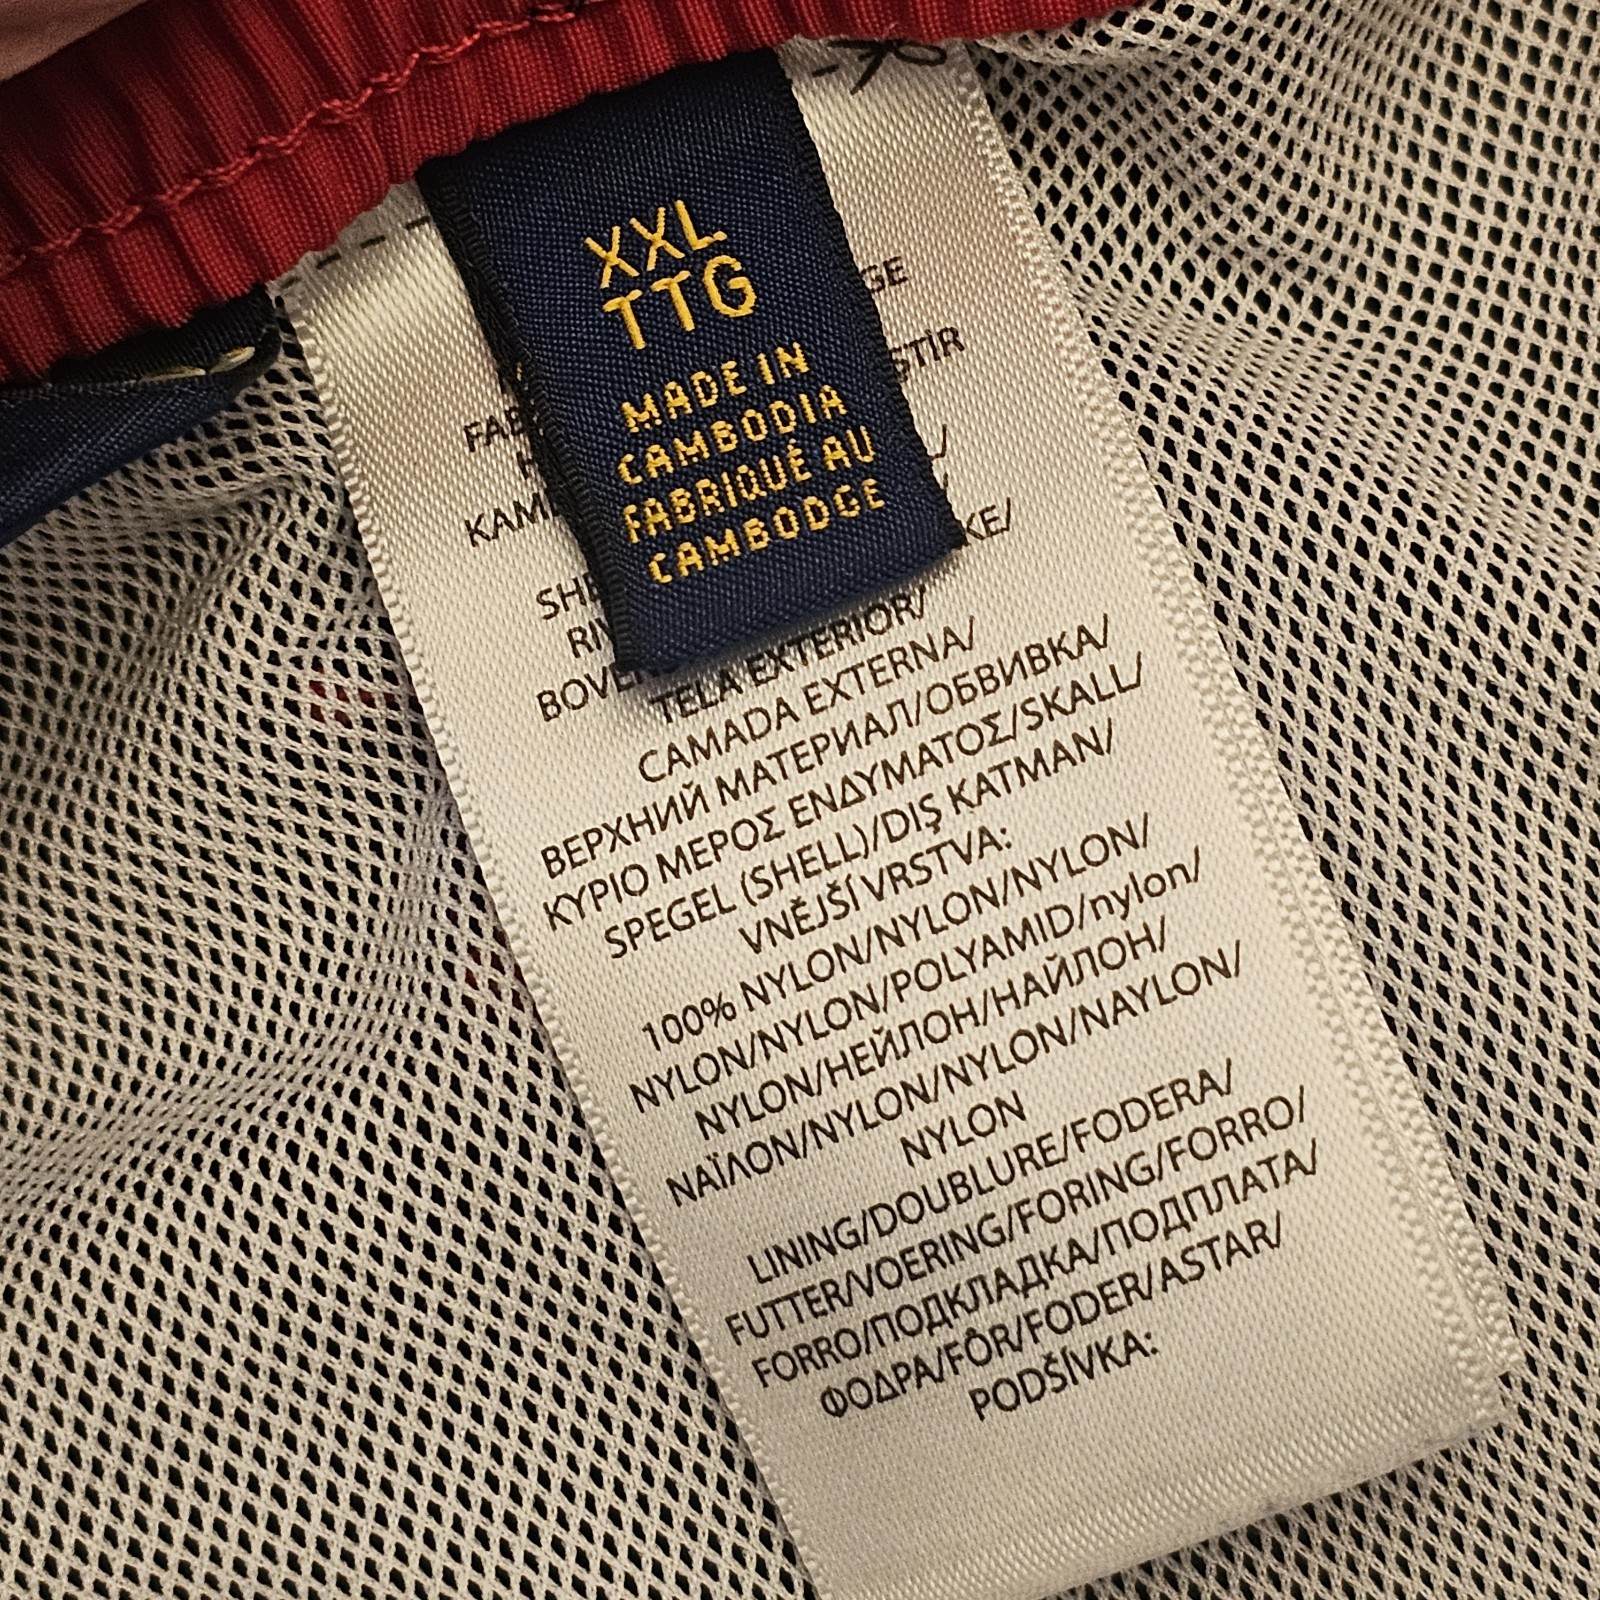 XXL
TTG
MADE IN
CAMBODIA
FABRIQUÉ AU
CAMBODGE
TELA EXTERIOR/
CAMADA EXTERNA/
ВЕРХНИЙ МАТЕРИАЛ/ОБВИВКА/
ΚΥΡΙΟ ΜΕΡΟΣ ΕΝΔΥΜΑΤΟΣ/SKALL/
SPEGEL (SHELL)/DIŞ KATMAN/
VNĚJŠÍ VRSTVA:
100% NYLON/NYLON/NYLON/
NYLON/NYLON/POLYAMID/nylon/
NYLON/НЕЙЛОН/НАЙЛОН/
ΝΑΪΛΟΝ/NYLON/NYLON/NAYLON/
NYLON
LINING/DOUBLURE/FODERA/
FUTTER/VOERING/FORING/FORRO/
FORRO/ПОДКЛАДКА/ПОДПЛАТА/
ΦΟΔΡΑ/FÔR/FODER/ASTAR/
PODŠÍVKA: